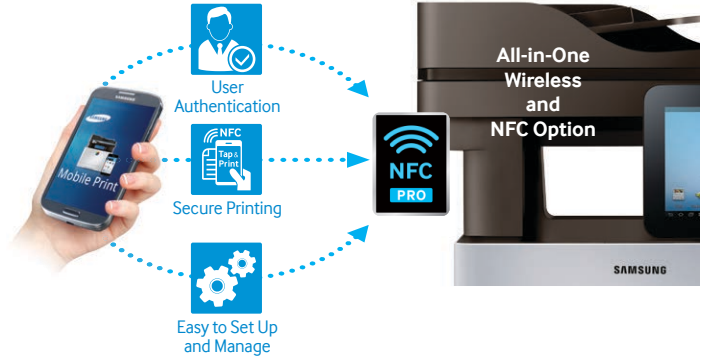 User
Authentication
NFC
Tap &
Print
Secure Printing
Easy to Set Up
and Manage
SAMSUNG
SAMSUNG
Mobile Print
NFC
PRO
All-in-One
Wireless
and
NFC Option
SAMSUNG